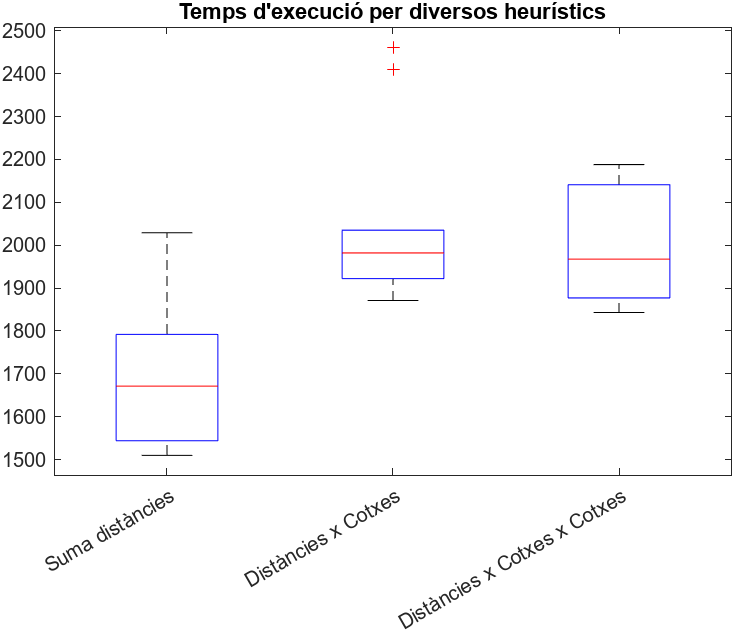 Temps d'execució per diversos heurístics
2500
2400
2300
2200
2100
2000
1900
1800
1700
1600
1500
Suma distàncies
Distàncies x Cotxes
Distàncies x Cotxes x Cotxes